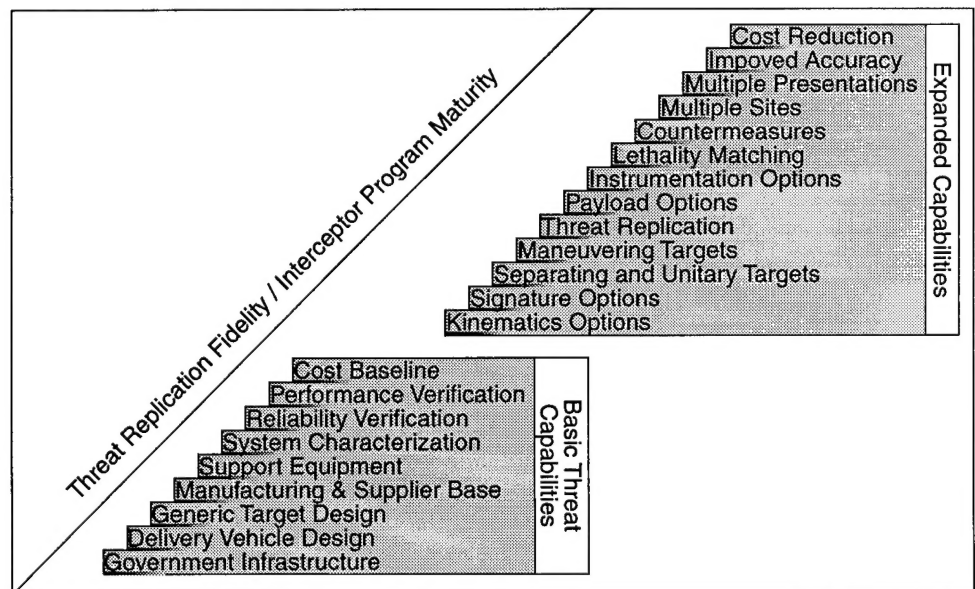 Threat Replication Fidelity / Interceptor Program Maturity
Cost Reduction
Impoved Accuracy
Multiple Presentations
Multiple Sites
Countermeasures
Lethality Matching
Instrumentation Options
Payload Options
Threat Replication
Maneuvering Targets
Separating and Unitary Targets
Signature Options
Kinematics Options
Expanded Capabilities
Cost Baseline
Performance Verification
Reliability Verification
System Characterization
Support Equipment
Manufacturing & Supplier Base
Generic Target Design
Delivery Vehicle Design
Government Infrastructure
Basic Threat
Capabilities